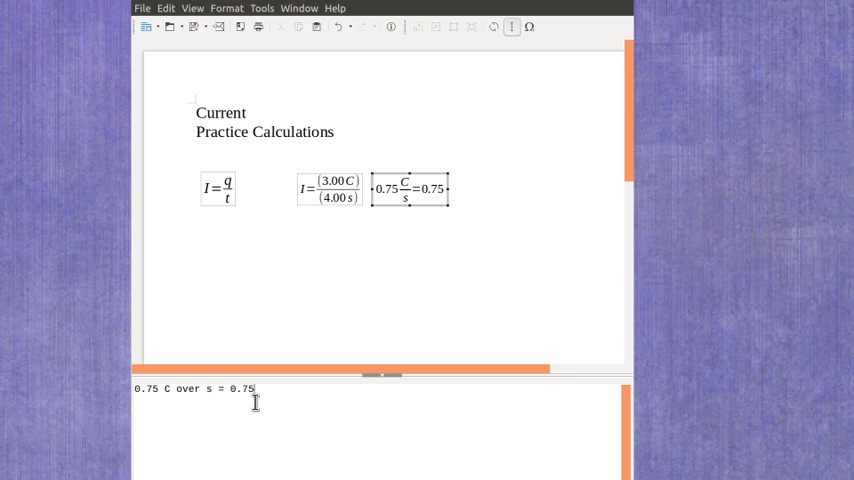 File Edit View Format Tools Window Help
Current
Practice Calculations
I = q/t
I = (3.00 C)/(4.00 s)
0.75 C/s = 0.75
0.75 C over s = 0.75